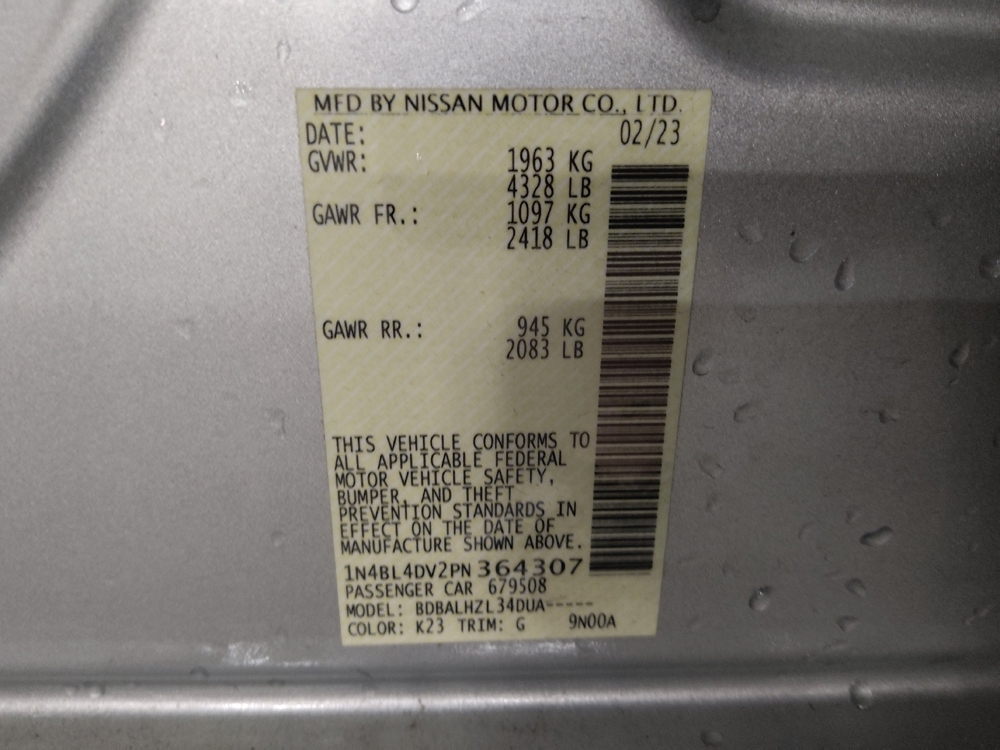 MFD BY NISSAN MOTOR CO., LTD.
DATE: 02/23
GVWR: 1963 KG
4328 LB
GAWR FR.: 1097 KG
2418 LB
GAWR RR.: 945 KG
2083 LB
THIS VEHICLE CONFORMS TO
ALL APPLICABLE FEDERAL
MOTOR VEHICLE SAFETY,
BUMPER, AND THEFT
PREVENTION STANDARDS IN
EFFECT ON THE DATE OF
MANUFACTURE SHOWN ABOVE.
1N4BL4DV2PN364307
PASSENGER CAR 679508
MODEL: BDBALHZL34DUA-----
COLOR: K23 TRIM: G 9N00A